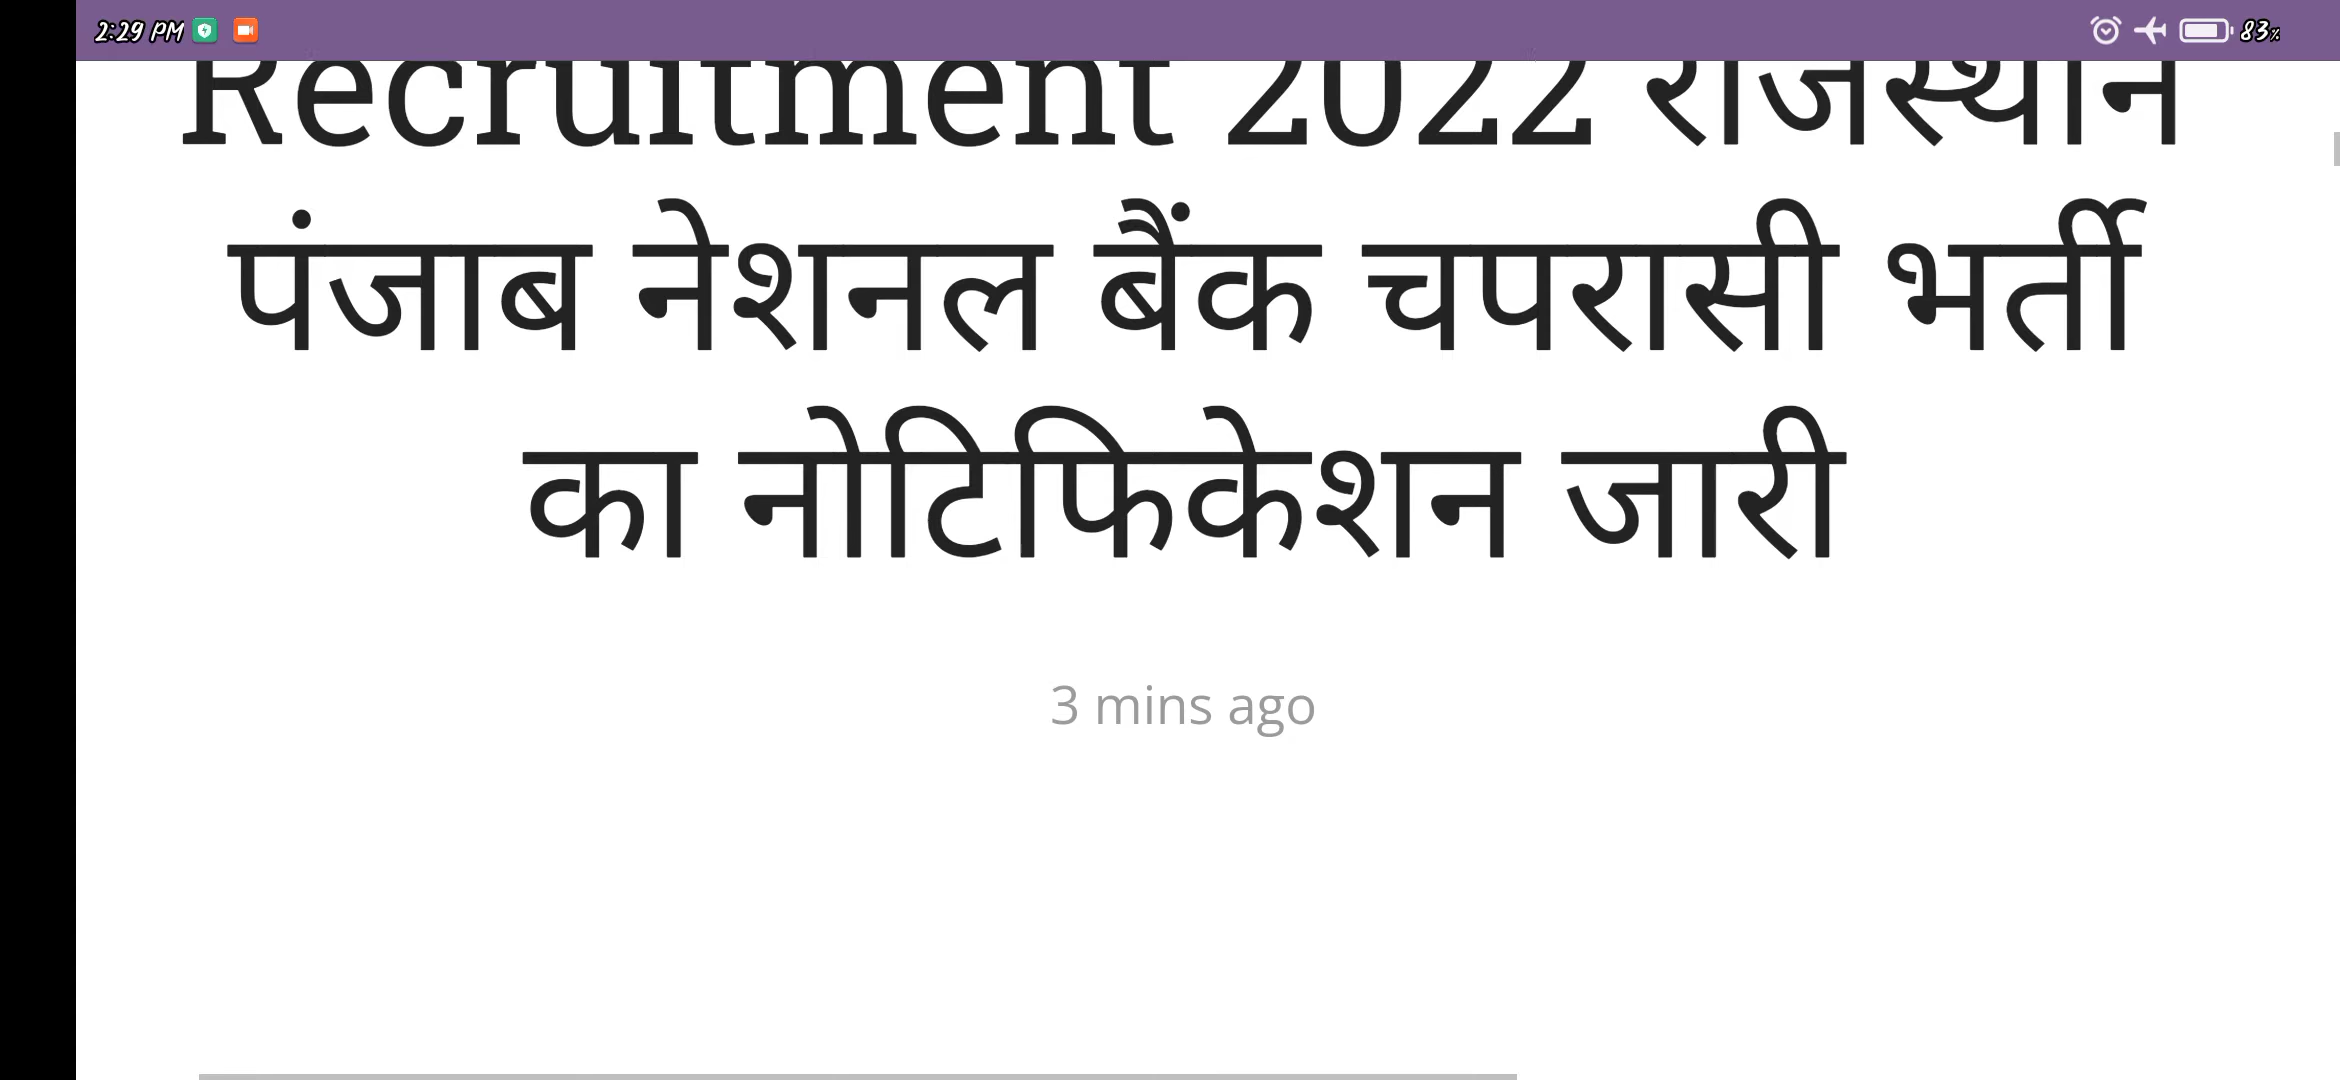 2:29 PM 83%
Recruitment 2022 राजस्थान
पंजाब नेशनल बैंक चपरासी भर्ती
का नोटिफिकेशन जारी
3 mins ago